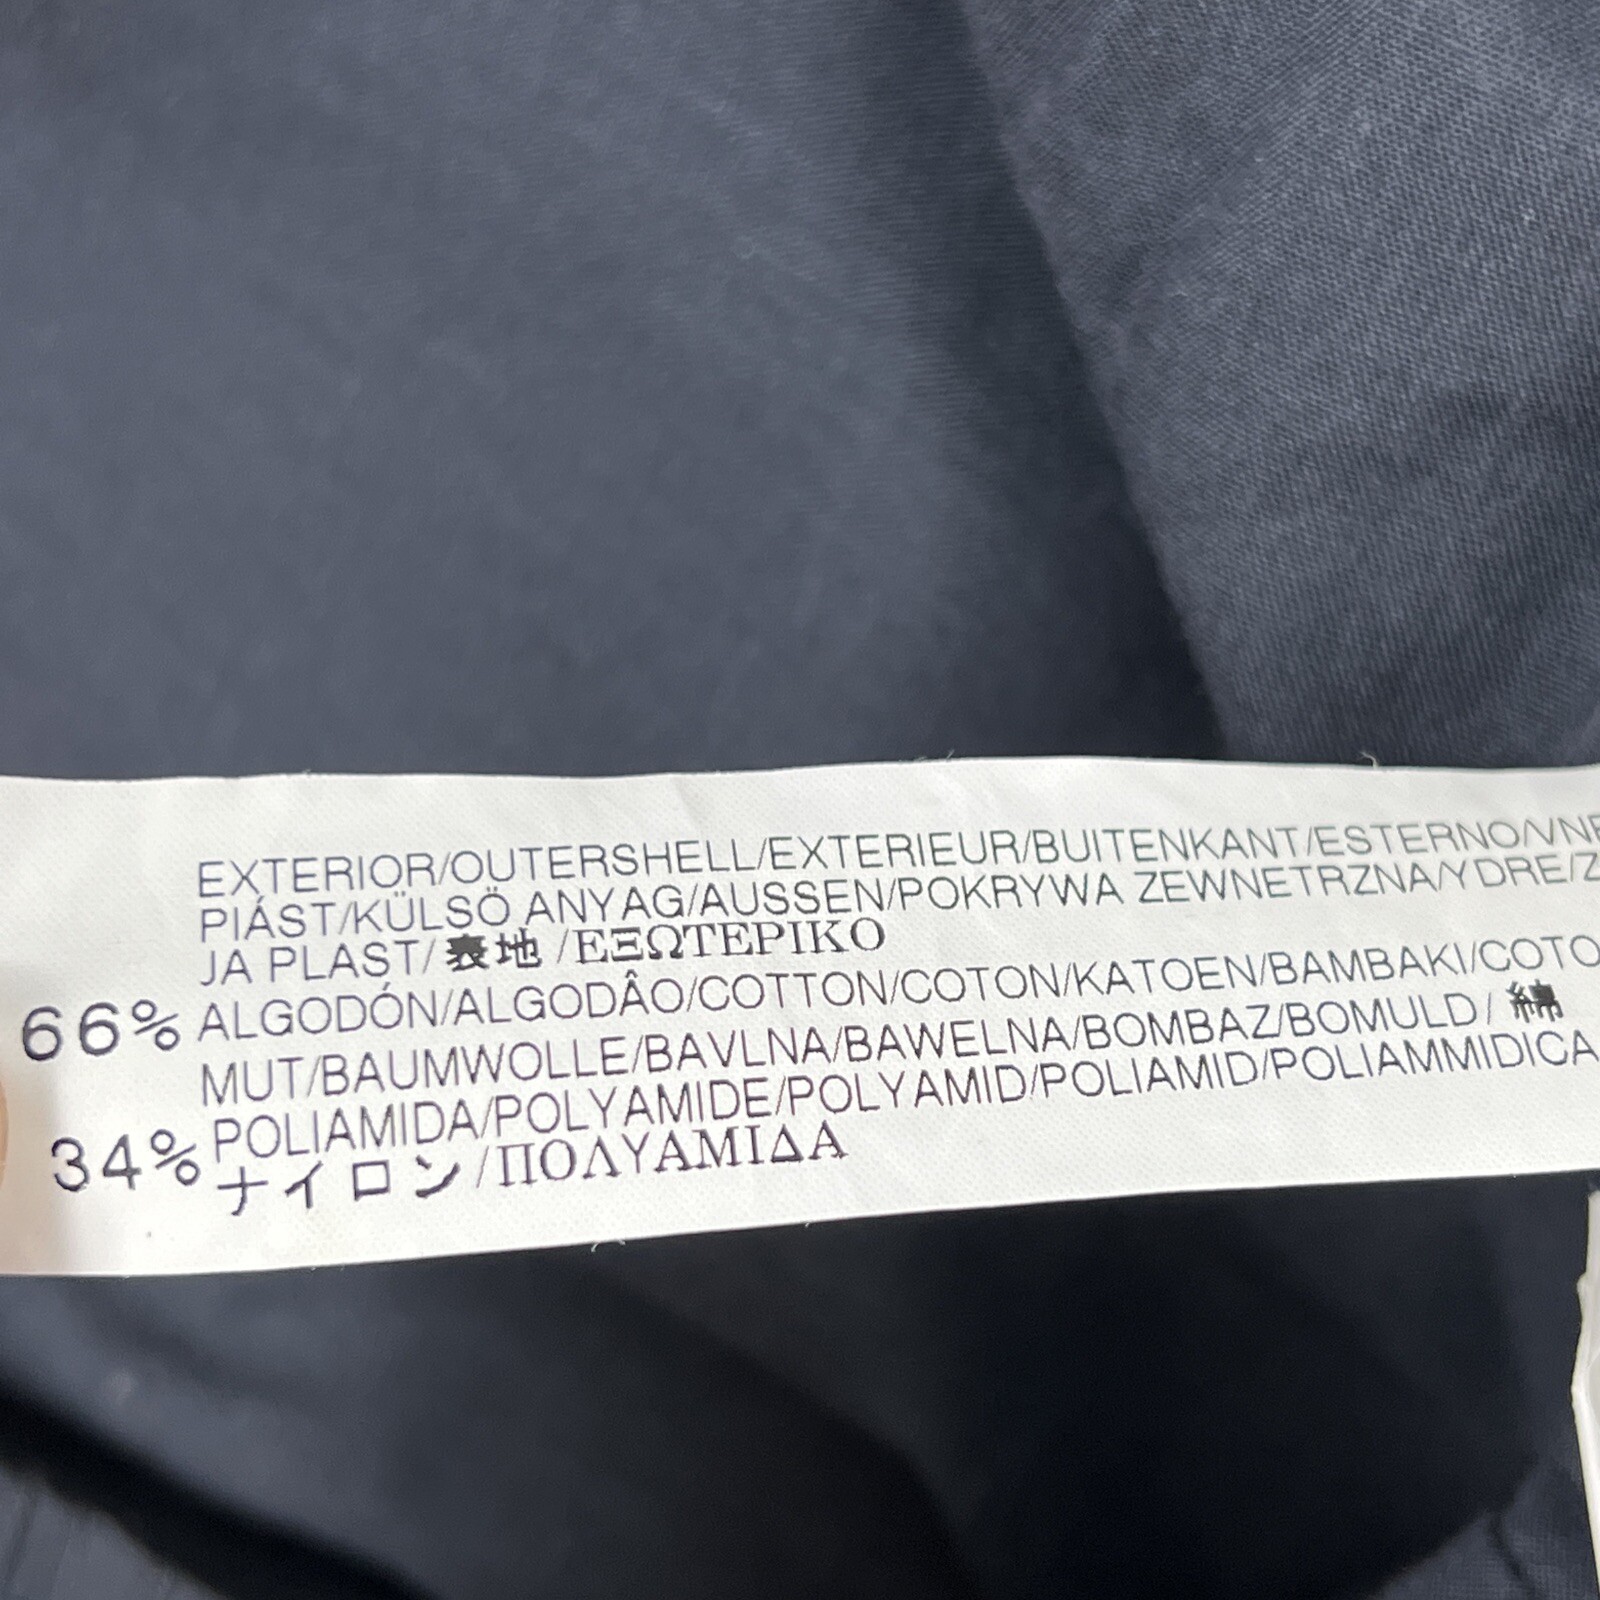 EXTERIOR/OUTERSHELL/EXTERIEUR/BUITENKANT/ESTERNO/VNE
PIÁST/KÜLSÖ ANYAG/AUSSEN/POKRYWA ZEWNETRZNA/YDRE/Z
JA PLAST/ 表地 /ΕΞΩΤΕΡΙΚΟ
66% ALGODÓN/ALGODÂO/COTTON/COTON/KATOEN/BAMBAKI/COTO
MUT/BAUMWOLLE/BAVLNA/BAWELNA/BOMBAZ/BOMULD/ 綿
34% POLIAMIDA/POLYAMIDE/POLYAMID/POLIAMID/POLIAMMIDICA
ナイロン/ΠΟΛΥΑΜΙΔΑ